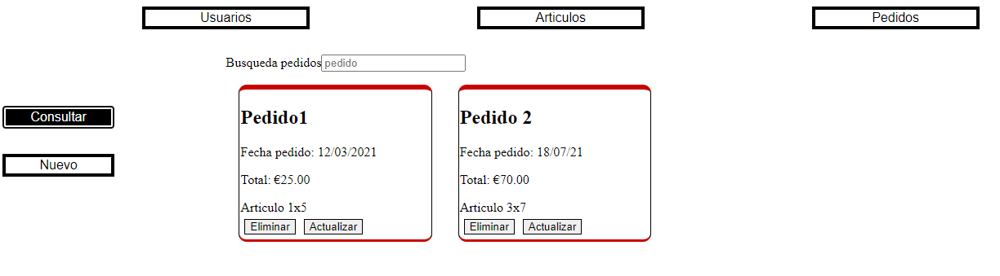 Usuarios Articulos Pedidos
Busqueda pedidos pedido
Consultar
Nuevo
Pedido1
Fecha pedido: 12/03/2021
Total: €25.00
Articulo 1x5
Eliminar Actualizar
Pedido 2
Fecha pedido: 18/07/21
Total: €70.00
Articulo 3x7
Eliminar Actualizar